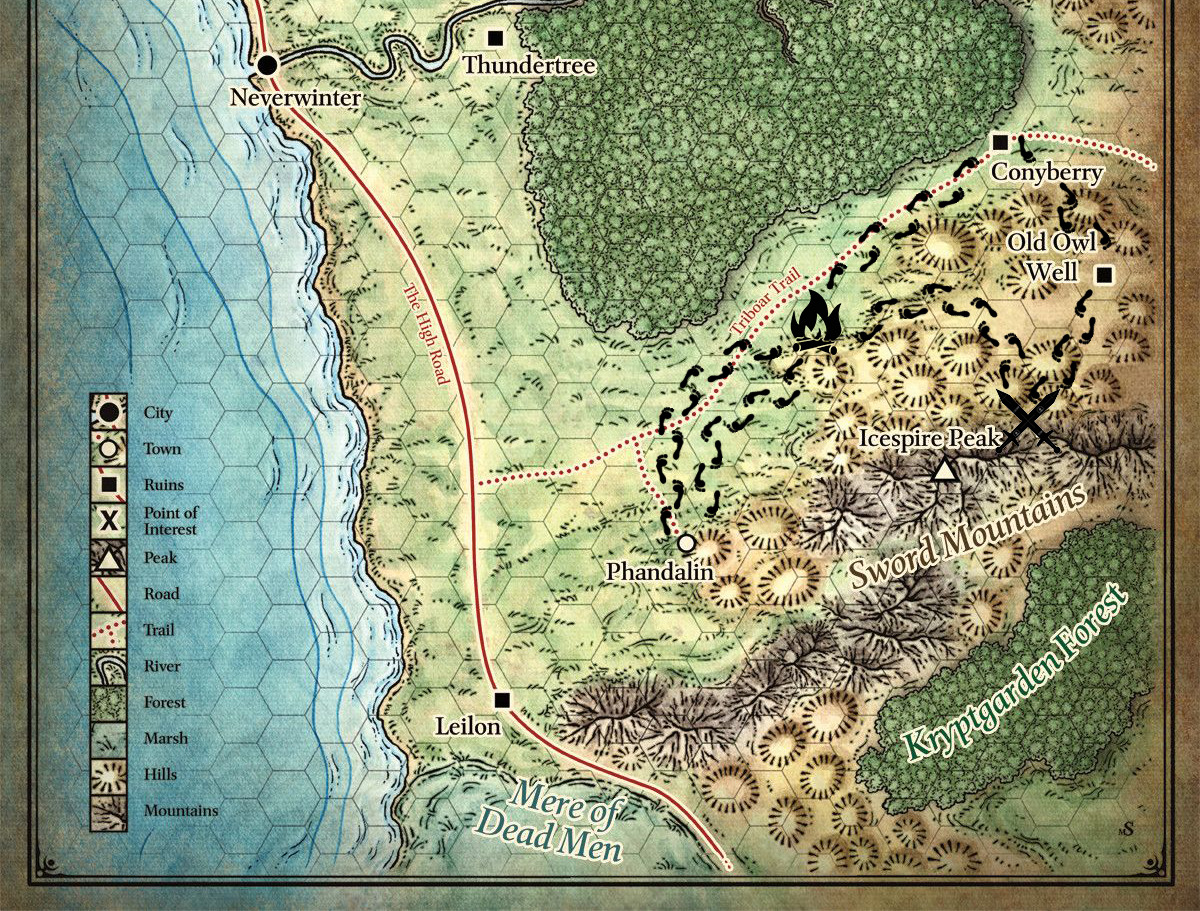 Thundertree
Neverwinter
Conyberry
Old Owl
Well
Triboar Trail
The High Road
City
Town
Ruins
X
Point of
Interest
Peak
Road
Trail
River
Forest
Marsh
Hills
Mountains
Icespire Peak
Sword Mountains
Phandalin
Kryptgarden Forest
Leilon
Mere of
Dead Men
MS